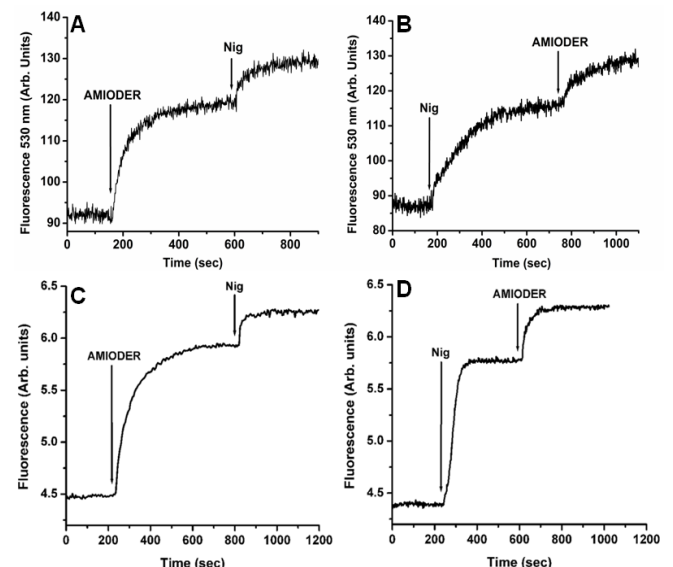 A
Fluorescence 530 nm (Arb. Units)
140
130
120
110
100
90
AMIODER
Nig
0 200 400 600 800
Time (sec)
B
Fluorescence 530 nm (Arb. Units)
140
130
120
110
100
90
80
Nig
AMIODER
0 200 400 600 800 1000
Time (sec)
C
Fluorescence (Arb. units)
6.5
6.0
5.5
5.0
4.5
AMIODER
Nig
0 200 400 600 800 1000 1200
Time (sec)
D
Fluorescence (Arb. units)
6.5
6.0
5.5
5.0
4.5
Nig
AMIODER
0 200 400 600 800 1000 1200
Time (sec)